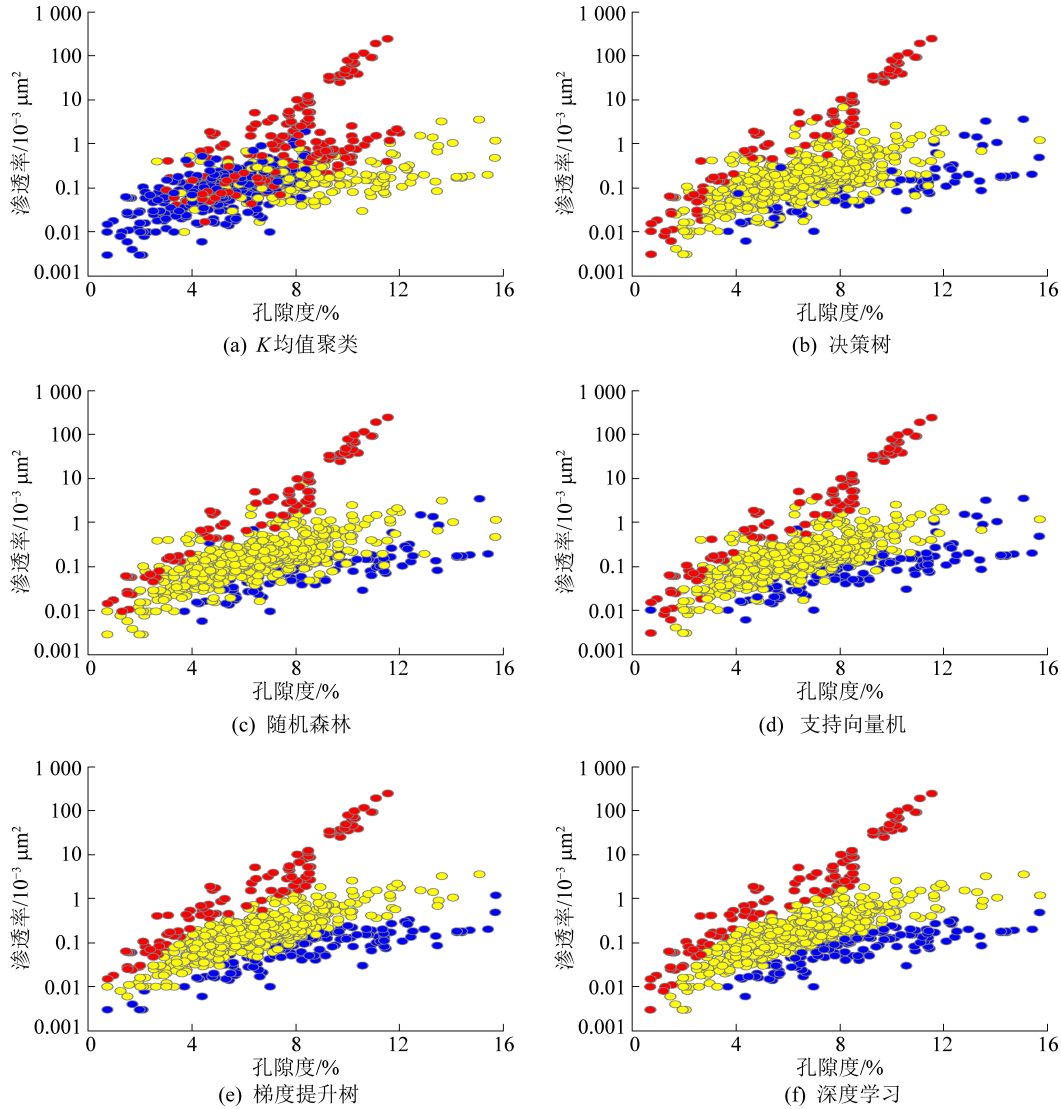 1 000
100
10
1
0.1
0.01
0.001
渗透率/10⁻³ μm²
0 4 8 12 16
孔隙度/%
(a) K均值聚类
1 000
100
10
1
0.1
0.01
0.001
渗透率/10⁻³ μm²
0 4 8 12 16
孔隙度/%
(b) 决策树
1 000
100
10
1
0.1
0.01
0.001
渗透率/10⁻³ μm²
0 4 8 12 16
孔隙度/%
(c) 随机森林
1 000
100
10
1
0.1
0.01
0.001
渗透率/10⁻³ μm²
0 4 8 12 16
孔隙度/%
(d) 支持向量机
1 000
100
10
1
0.1
0.01
0.001
渗透率/10⁻³ μm²
0 4 8 12 16
孔隙度/%
(e) 梯度提升树
1 000
100
10
1
0.1
0.01
0.001
渗透率/10⁻³ μm²
0 4 8 12 16
孔隙度/%
(f) 深度学习